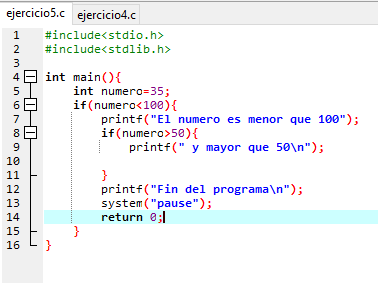 ejercicio5.c ejercicio4.c
1 #include<stdio.h>
2 #include<stdlib.h>
3
4 int main(){
5 int numero=35;
6 if(numero<100){
7 printf("El numero es menor que 100");
8 if(numero>50){
9 printf(" y mayor que 50\n");
10
11 }
12 printf("Fin del programa\n");
13 system("pause");
14 return 0;
15 }
16 }